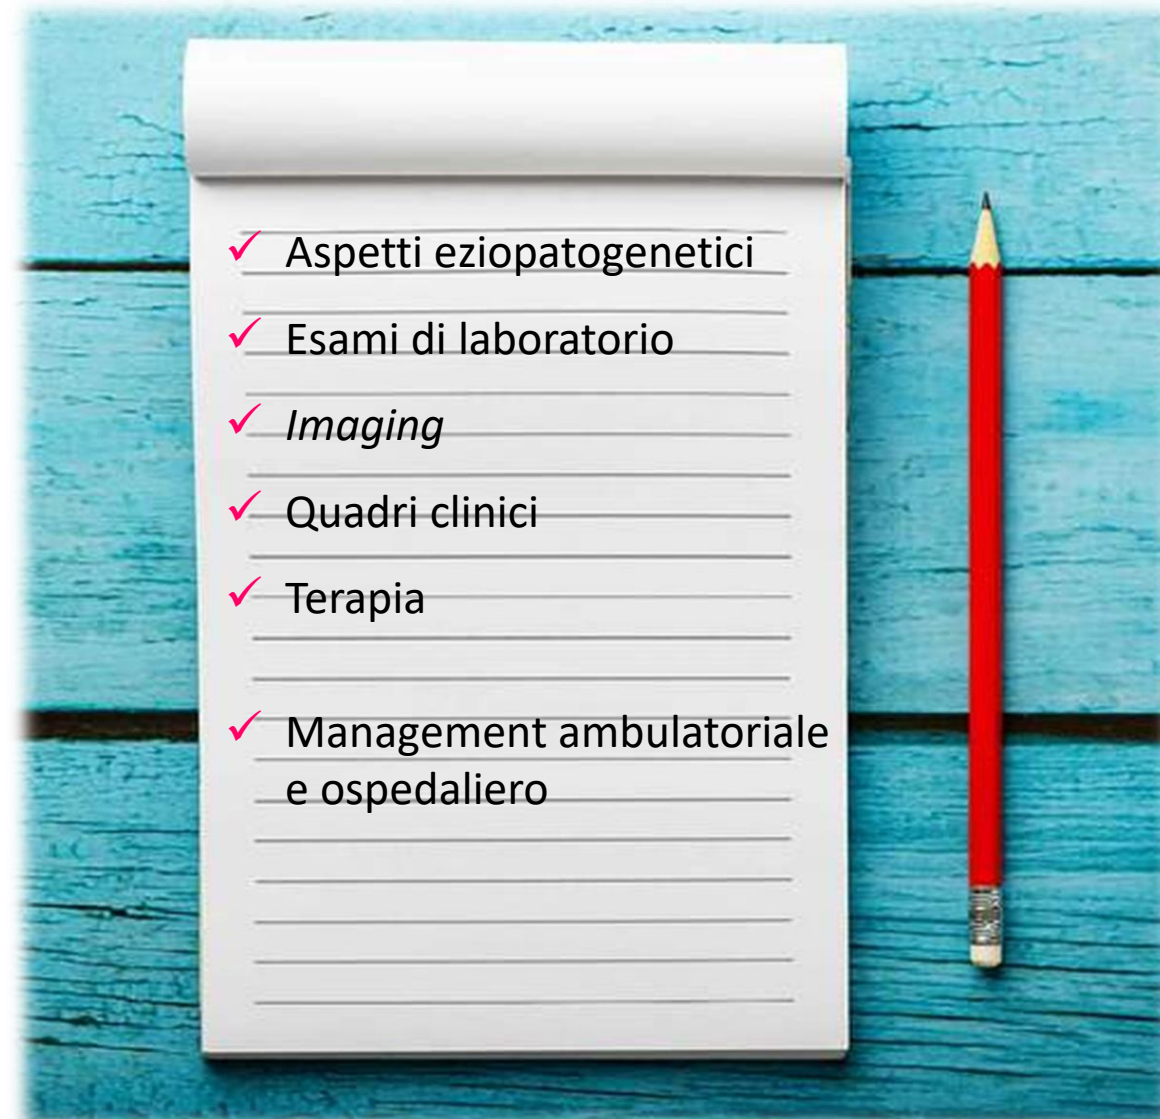 ✓ Aspetti eziopatogenetici
✓ Esami di laboratorio
✓ Imaging
✓ Quadri clinici
✓ Terapia
✓ Management ambulatoriale
e ospedaliero